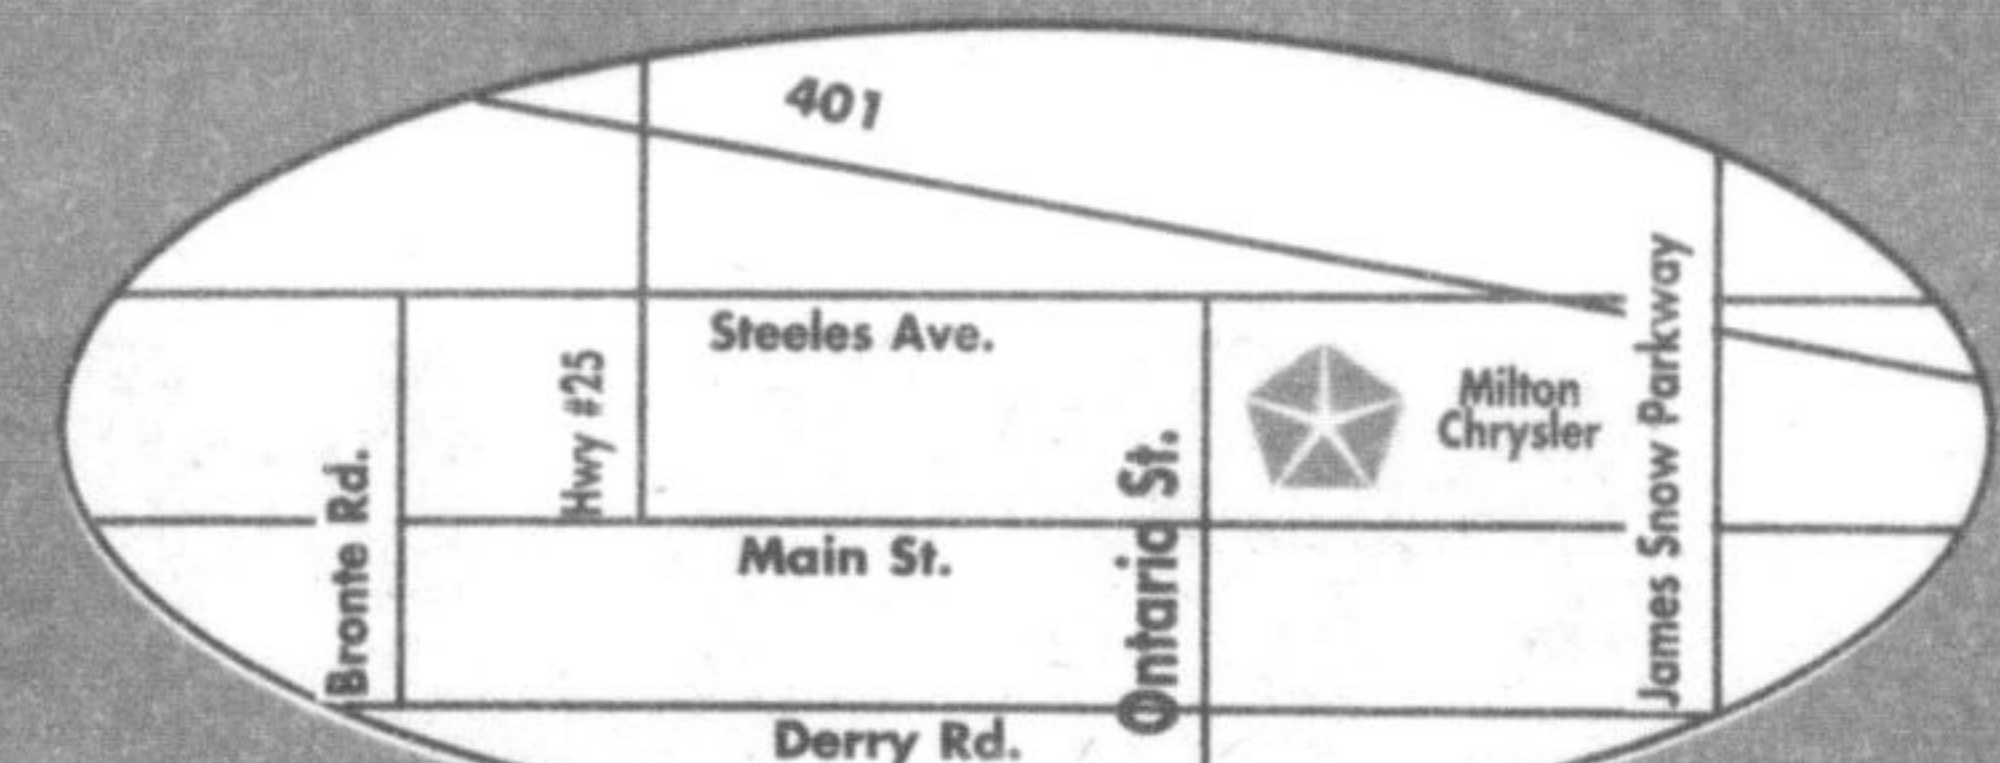 401
Steeles Ave.
Hwy #25
Milton
Chrysler
James Snow Parkway
Bronte Rd.
Ontario St.
Main St.
Derry Rd.